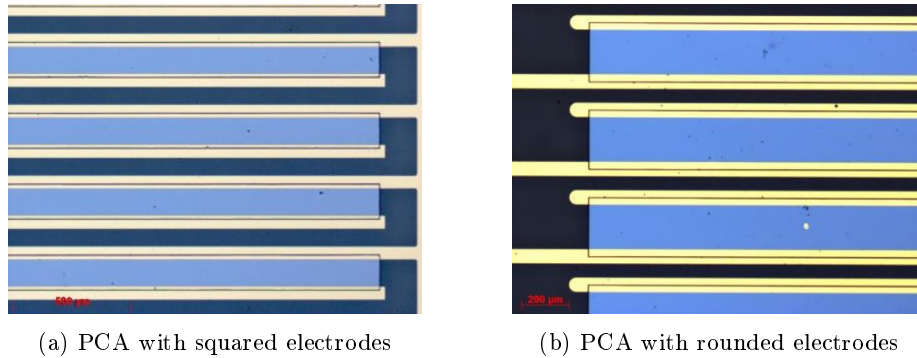 500 µm
200 µm
(a) PCA with squared electrodes
(b) PCA with rounded electrodes